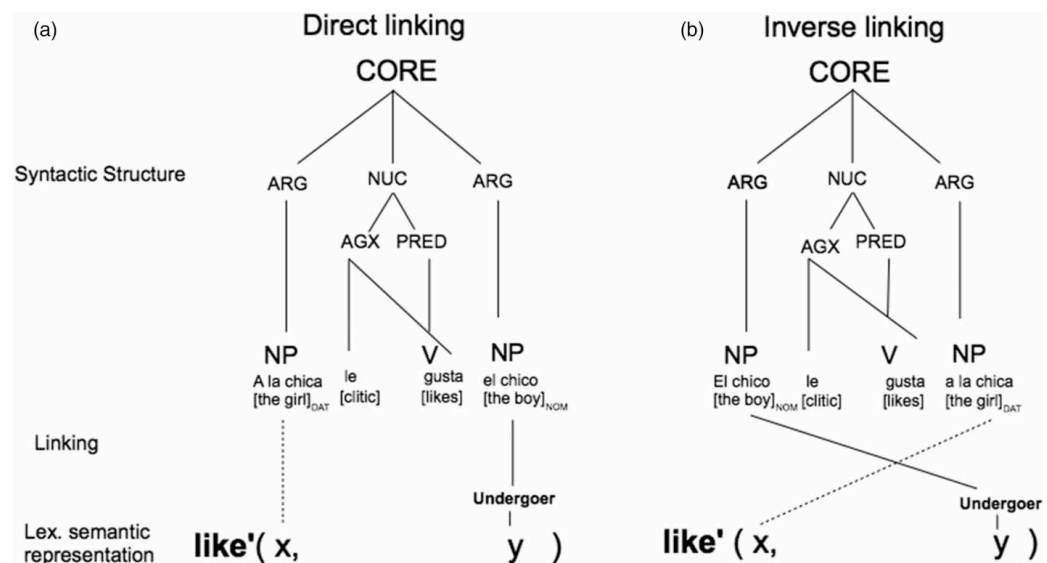 (a)
Direct linking
(b)
Inverse linking
CORE
CORE
Syntactic Structure
ARG
NUC
ARG
ARG
NUC
ARG
AGX
PRED
AGX
PRED
NP
V
NP
NP
V
NP
A la chica
le
gusta
el chico
El chico
le
gusta
a la chica
[the girl]DAT
[clitic]
[likes]
[the boy]NOM
[the boy]NOM
[clitic]
[likes]
[the girl]DAT
Linking
Undergoer
Undergoer
Lex. semantic
representation
like'( x, y )
like' ( x, y )